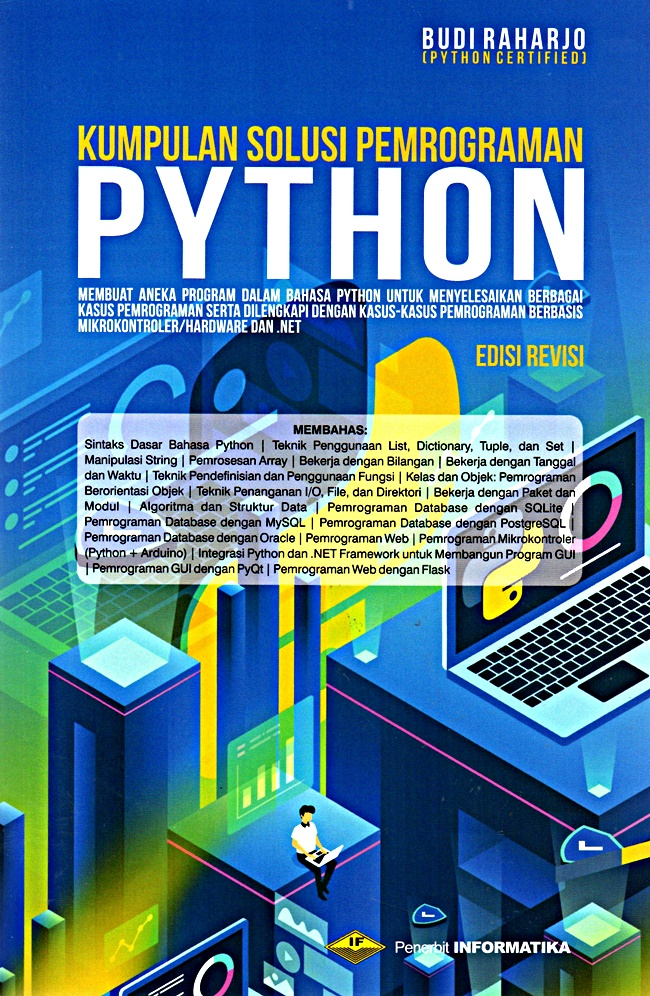 BUDI RAHARJO
(PYTHON CERTIFIED)
KUMPULAN SOLUSI PEMROGRAMAN
PYTHON
MEMBUAT ANEKA PROGRAM DALAM BAHASA PYTHON UNTUK MENYELESAIKAN BERBAGAI
KASUS PEMROGRAMAN SERTA DILENGKAPI DENGAN KASUS-KASUS PEMROGRAMAN BERBASIS
MIKROKONTROLER/HARDWARE DAN .NET
EDISI REVISI
MEMBAHAS:
Sintaks Dasar Bahasa Python | Teknik Penggunaan List, Dictionary, Tuple, dan Set |
Manipulasi String | Pemrosesan Array | Bekerja dengan Bilangan | Bekerja dengan Tanggal
dan Waktu | Teknik Pendefinisian dan Penggunaan Fungsi | Kelas dan Objek: Pemrograman
Berorientasi Objek | Teknik Penanganan I/O, File, dan Direktori | Bekerja dengan Paket dan
Modul | Algoritma dan Struktur Data | Pemrograman Database dengan SQLite |
Pemrograman Database dengan MySQL | Pemrograman Database dengan PostgreSQL |
Pemrograman Database dengan Oracle | Pemrograman Web | Pemrograman Mikrokontroler
(Python + Arduino) | Integrasi Python dan .NET Framework untuk Membangun Program GUI
| Pemrograman GUI dengan PyQt | Pemrograman Web dengan Flask
IF Penerbit INFORMATIKA